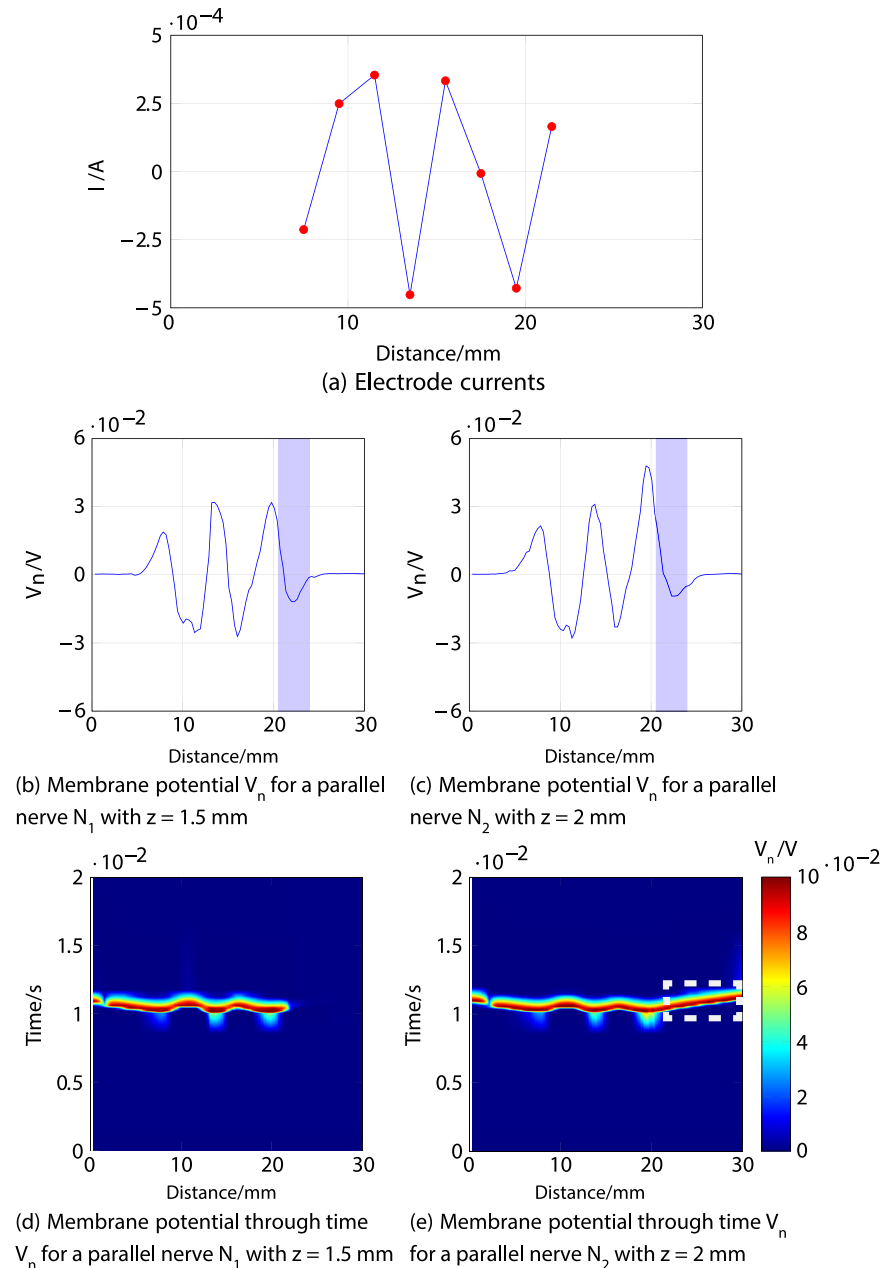 ·10−4
5
2.5
0
−2.5
−5
I /A
0 10 20 30
Distance/mm
(a) Electrode currents
·10−2 ·10−2
6 6
3 3
0 0
−3 −3
−6 −6
Vn/V Vn/V
0 10 20 30 0 10 20 30
Distance/mm Distance/mm
(b) Membrane potential Vn for a parallel
nerve N1 with z = 1.5 mm
(c) Membrane potential Vn for a parallel
nerve N2 with z = 2 mm
·10−2
2
1.5
1
0.5
0
Time/s
0 10 20 30
Distance/mm
2
1.5
1
0.5
0
Time/s
0 10 20 30
Distance/mm
Vn/V
10 ·10−2
8
6
4
2
0
(d) Membrane potential through time
Vn for a parallel nerve N1 with z = 1.5 mm
(e) Membrane potential through time Vn
for a parallel nerve N2 with z = 2 mm